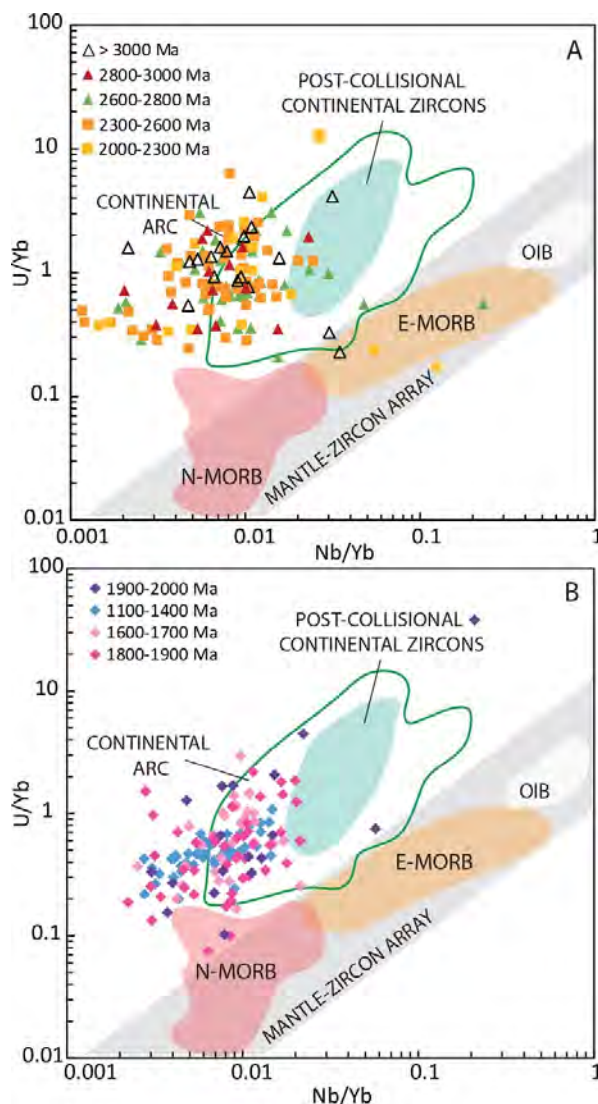 100
A
> 3000 Ma
2800-3000 Ma
2600-2800 Ma
2300-2600 Ma
2000-2300 Ma
POST-COLLISIONAL
CONTINENTAL ZIRCONS
10
CONTINENTAL
ARC
U/Yb
1
OIB
E-MORB
0.1
N-MORB
MANTLE-ZIRCON ARRAY
0.01
0.001
0.01
0.1
1
Nb/Yb
100
B
1900-2000 Ma
1100-1400 Ma
1600-1700 Ma
1800-1900 Ma
POST-COLLISIONAL
CONTINENTAL ZIRCONS
10
CONTINENTAL
ARC
U/Yb
1
OIB
E-MORB
0.1
N-MORB
MANTLE-ZIRCON ARRAY
0.01
0.001
0.01
0.1
1
Nb/Yb